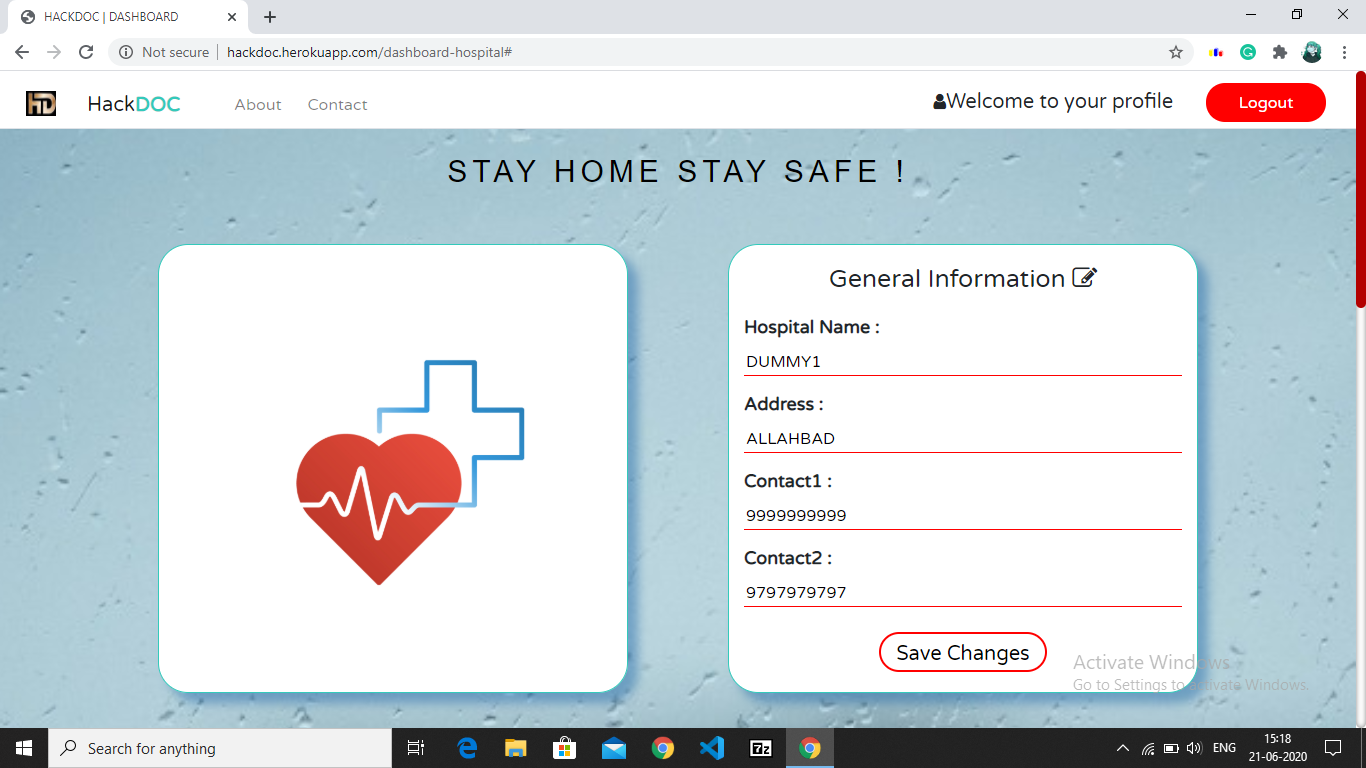 HACKDOC | DASHBOARD
Not secure | hackdoc.herokuapp.com/dashboard-hospital#
HD HackDOC About Contact Welcome to your profile Logout
STAY HOME STAY SAFE !
General Information
Hospital Name :
DUMMY1
Address :
ALLAHBAD
Contact1 :
9999999999
Contact2 :
9797979797
Save Changes
Activate Windows
Go to Settings to activate Windows.
Search for anything
7z
ENG
15:18
21-06-2020